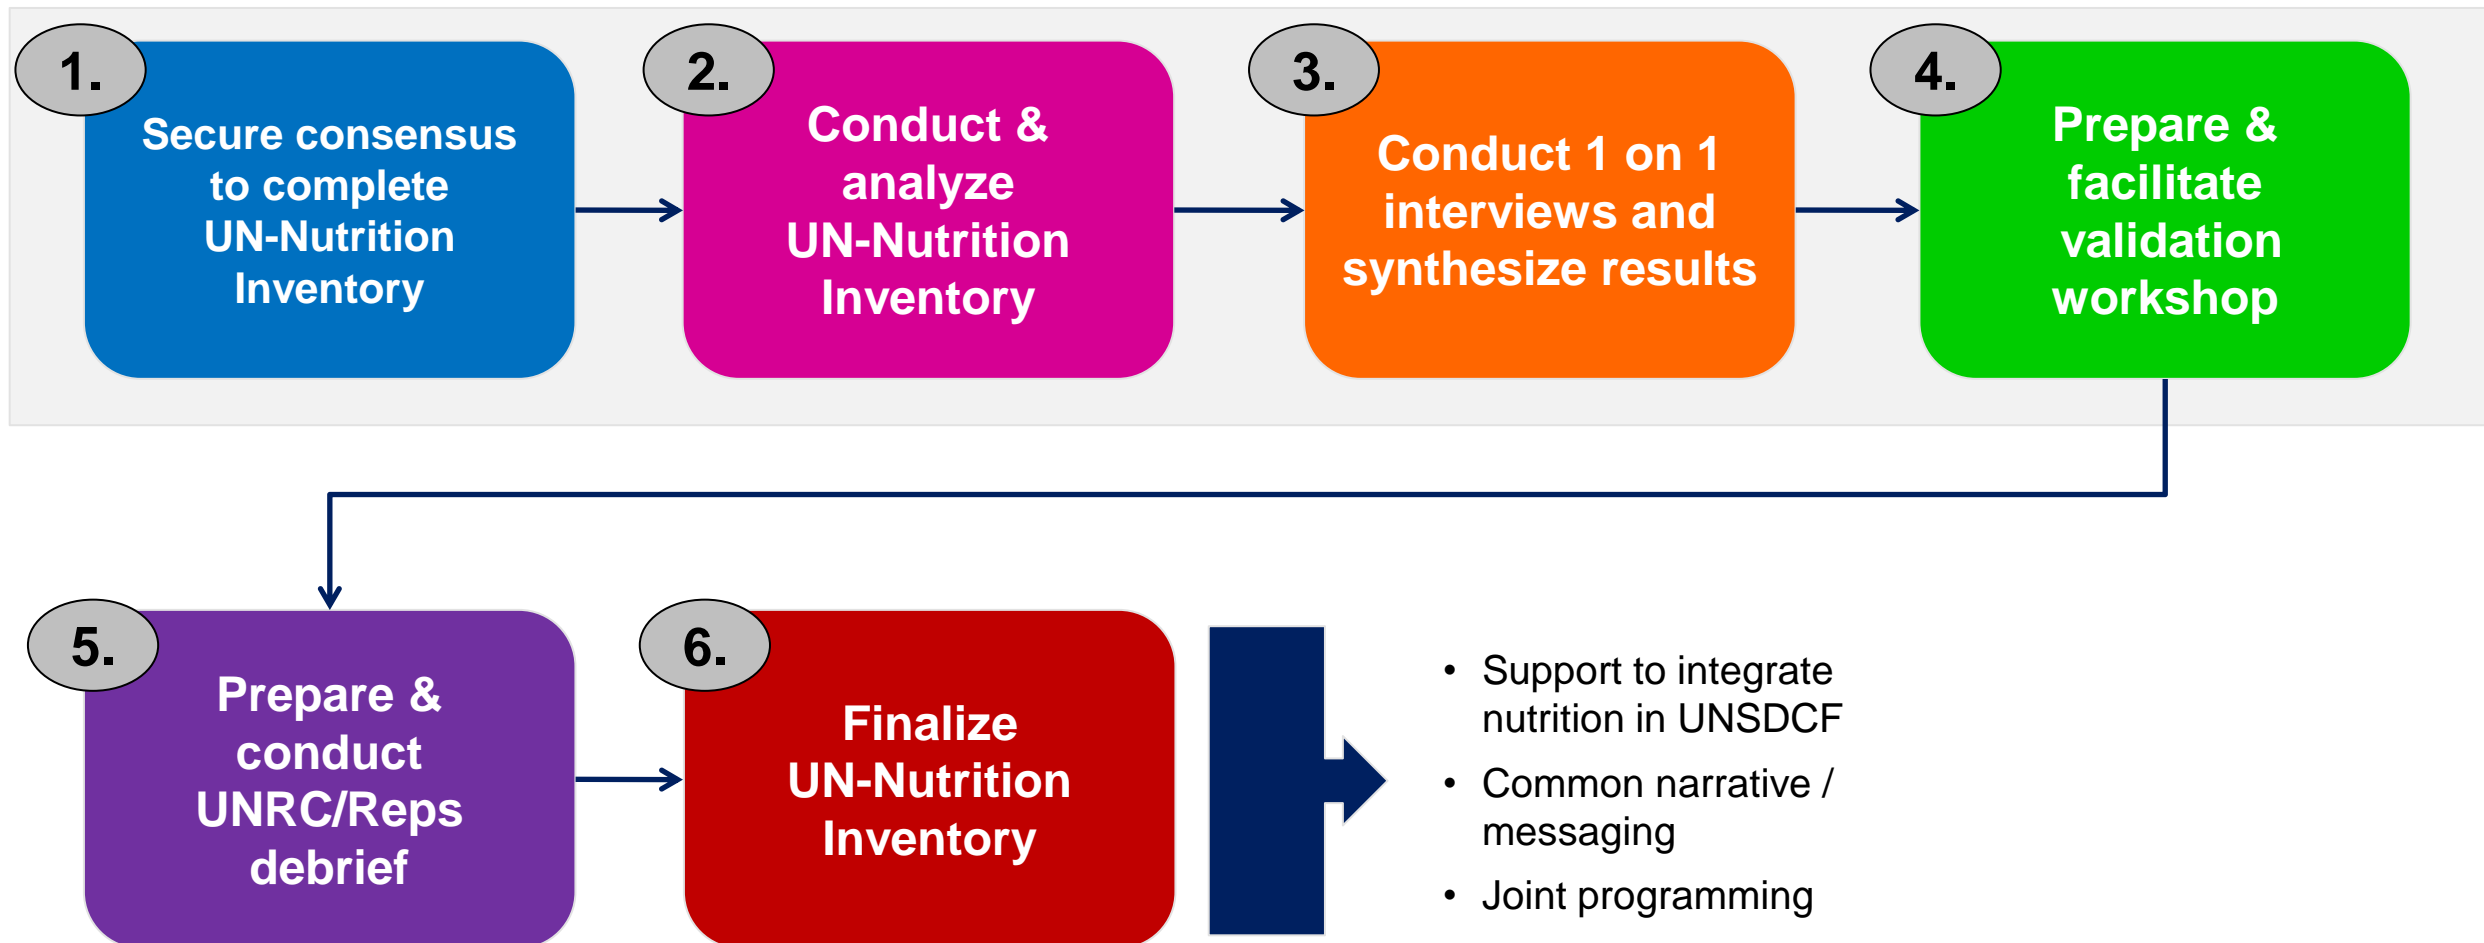 1.
Secure consensus
to complete
UN-Nutrition
Inventory
2.
Conduct &
analyze
UN-Nutrition
Inventory
3.
Conduct 1 on 1
interviews and
synthesize results
4.
Prepare &
facilitate
validation
workshop
5.
Prepare &
conduct
UNRC/Reps
debrief
6.
Finalize
UN-Nutrition
Inventory
• Support to integrate
nutrition in UNSDCF
• Common narrative /
messaging
• Joint programming